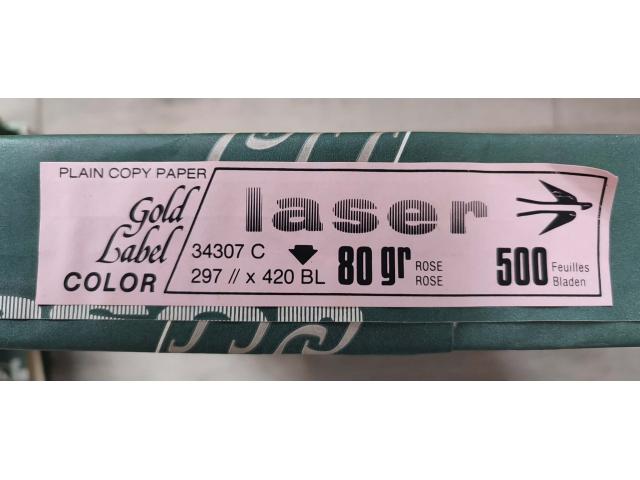 PLAIN COPY PAPER
Gold
Label
COLOR
laser
34307 C
297 // x 420 BL
80 gr
ROSE
ROSE
500
Feuilles
Bladen